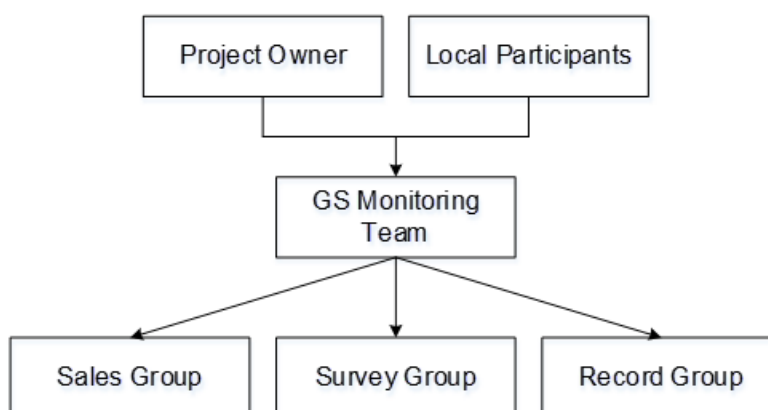 Project Owner
Local Participants
GS Monitoring
Team
Sales Group
Survey Group
Record Group